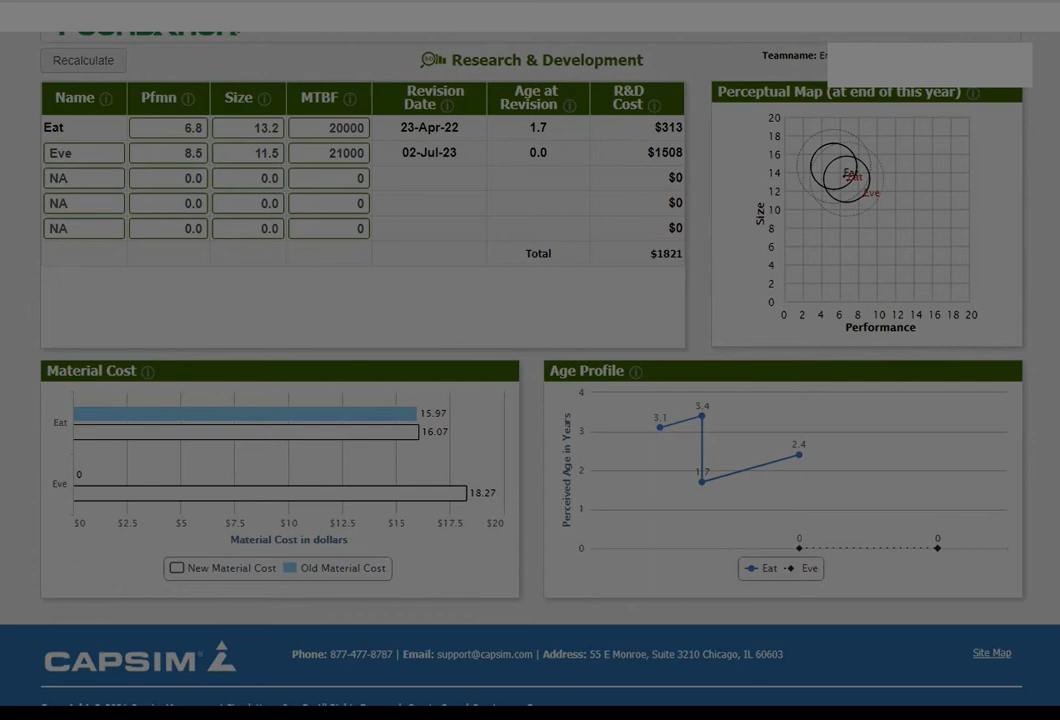 Recalculate
Research & Development
Teamname:
Name Pfmn Size MTBF Revision Date Age at Revision R&D Cost
Eat 6.8 13.2 20000 23-Apr-22 1.7 $313
Eve 8.5 11.5 21000 02-Jul-23 0.0 $1508
NA 0.0 0.0 0 $0
NA 0.0 0.0 0 $0
NA 0.0 0.0 0 $0
Total $1821
Perceptual Map (at end of this year)
20
18
16
14
12
10
8
6
4
2
0
Size
Eat
Eve
0 2 4 6 8 10 12 14 16 18 20
Performance
Material Cost
Eat
15.97
16.07
Eve
0
18.27
$0 $2.5 $5 $7.5 $10 $12.5 $15 $17.5 $20
Material Cost in dollars
New Material Cost Old Material Cost
Age Profile
Perceived Age in Years
4
3
2
1
0
3.1
3.4
1.7
2.4
0
0
Eat Eve
CAPSIM
Phone: 877-477-8787 | Email: support@capsim.com | Address: 55 E Monroe, Suite 3210 Chicago, IL 60603
Site Map